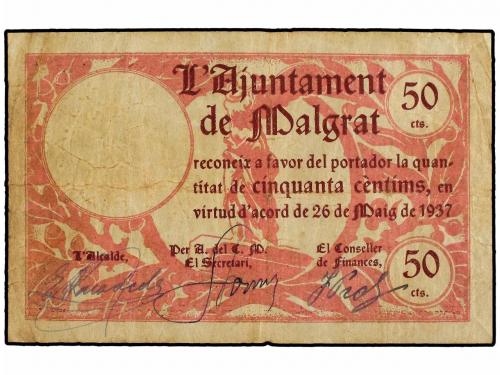 L'Ajuntament
de Malgrat
50
cts.
reconeix a favor del portador la quan-
titat de cinquanta cèntims, en
virtud d'acord de 26 de Maig de 1937
L'Alcalde,
Per A. del C. M.
El Secretari,
El Conseller
de Finances,
50
cts.